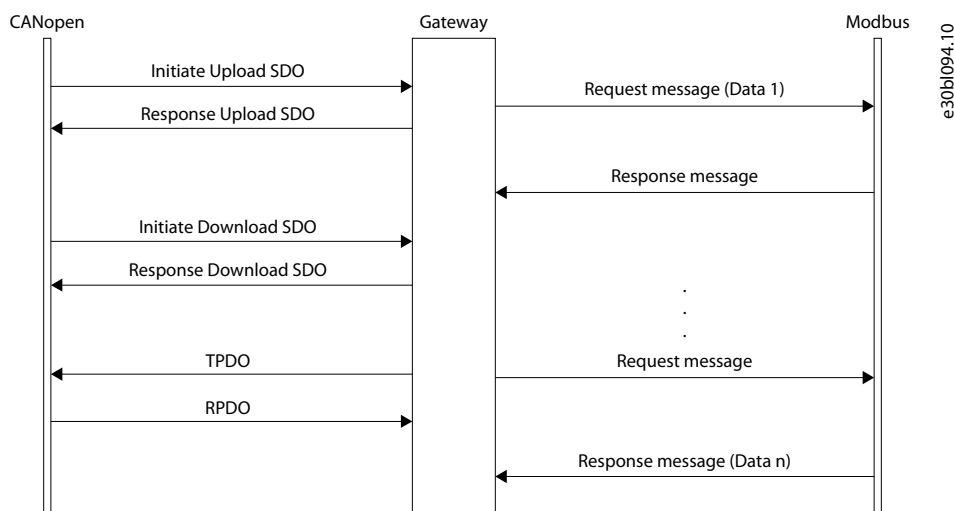 CANopen
Gateway
Modbus
Initiate Upload SDO
Request message (Data 1)
Response Upload SDO
Response message
Initiate Download SDO
Response Download SDO
.
.
.
TPDO
Request message
RPDO
Response message (Data n)
e30bl094.10